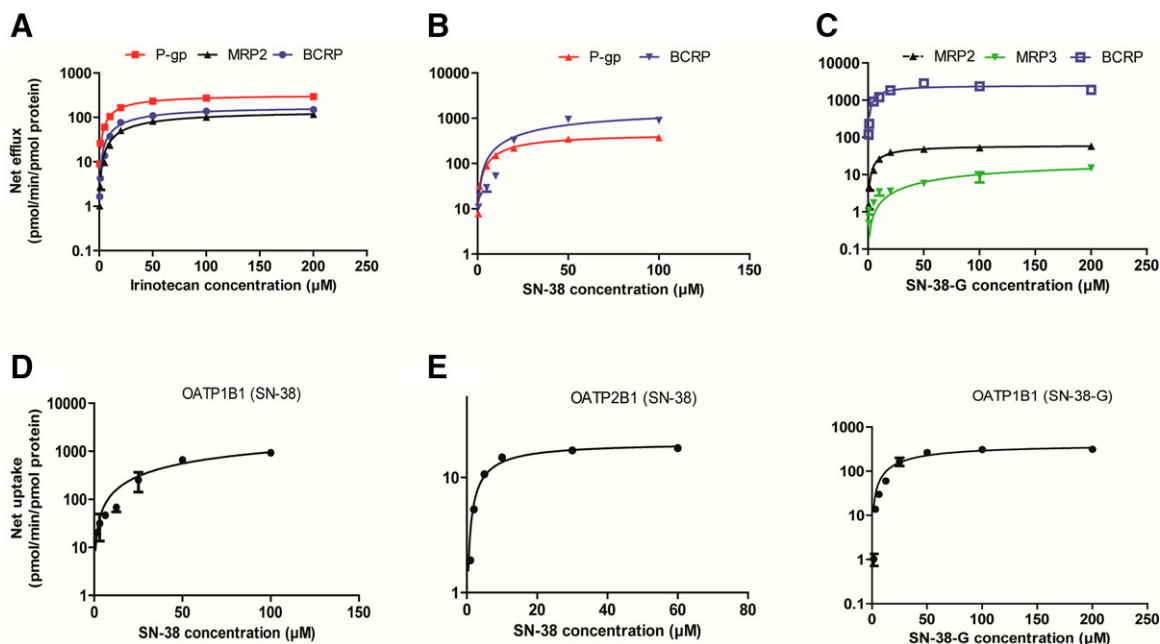 A
P-gp MRP2 BCRP
1000
100
10
1
0.1
0 50 100 150 200 250
Net efflux
(pmol/min/pmol protein)
Irinotecan concentration (µM)
B
P-gp BCRP
10000
1000
100
10
1
0 50 100 150
SN-38 concentration (µM)
C
MRP2 MRP3 BCRP
10000
1000
100
10
1
0.1
0 50 100 150 200 250
SN-38-G concentration (µM)
D
OATP1B1 (SN-38)
10000
1000
100
10
1
0 50 100 150
Net uptake
(pmol/min/pmol protein)
SN-38 concentration (µM)
E
OATP2B1 (SN-38)
10
1
0 20 40 60 80
SN-38 concentration (µM)
OATP1B1 (SN-38-G)
1000
100
10
1
0.1
0 50 100 150 200 250
SN-38-G concentration (µM)